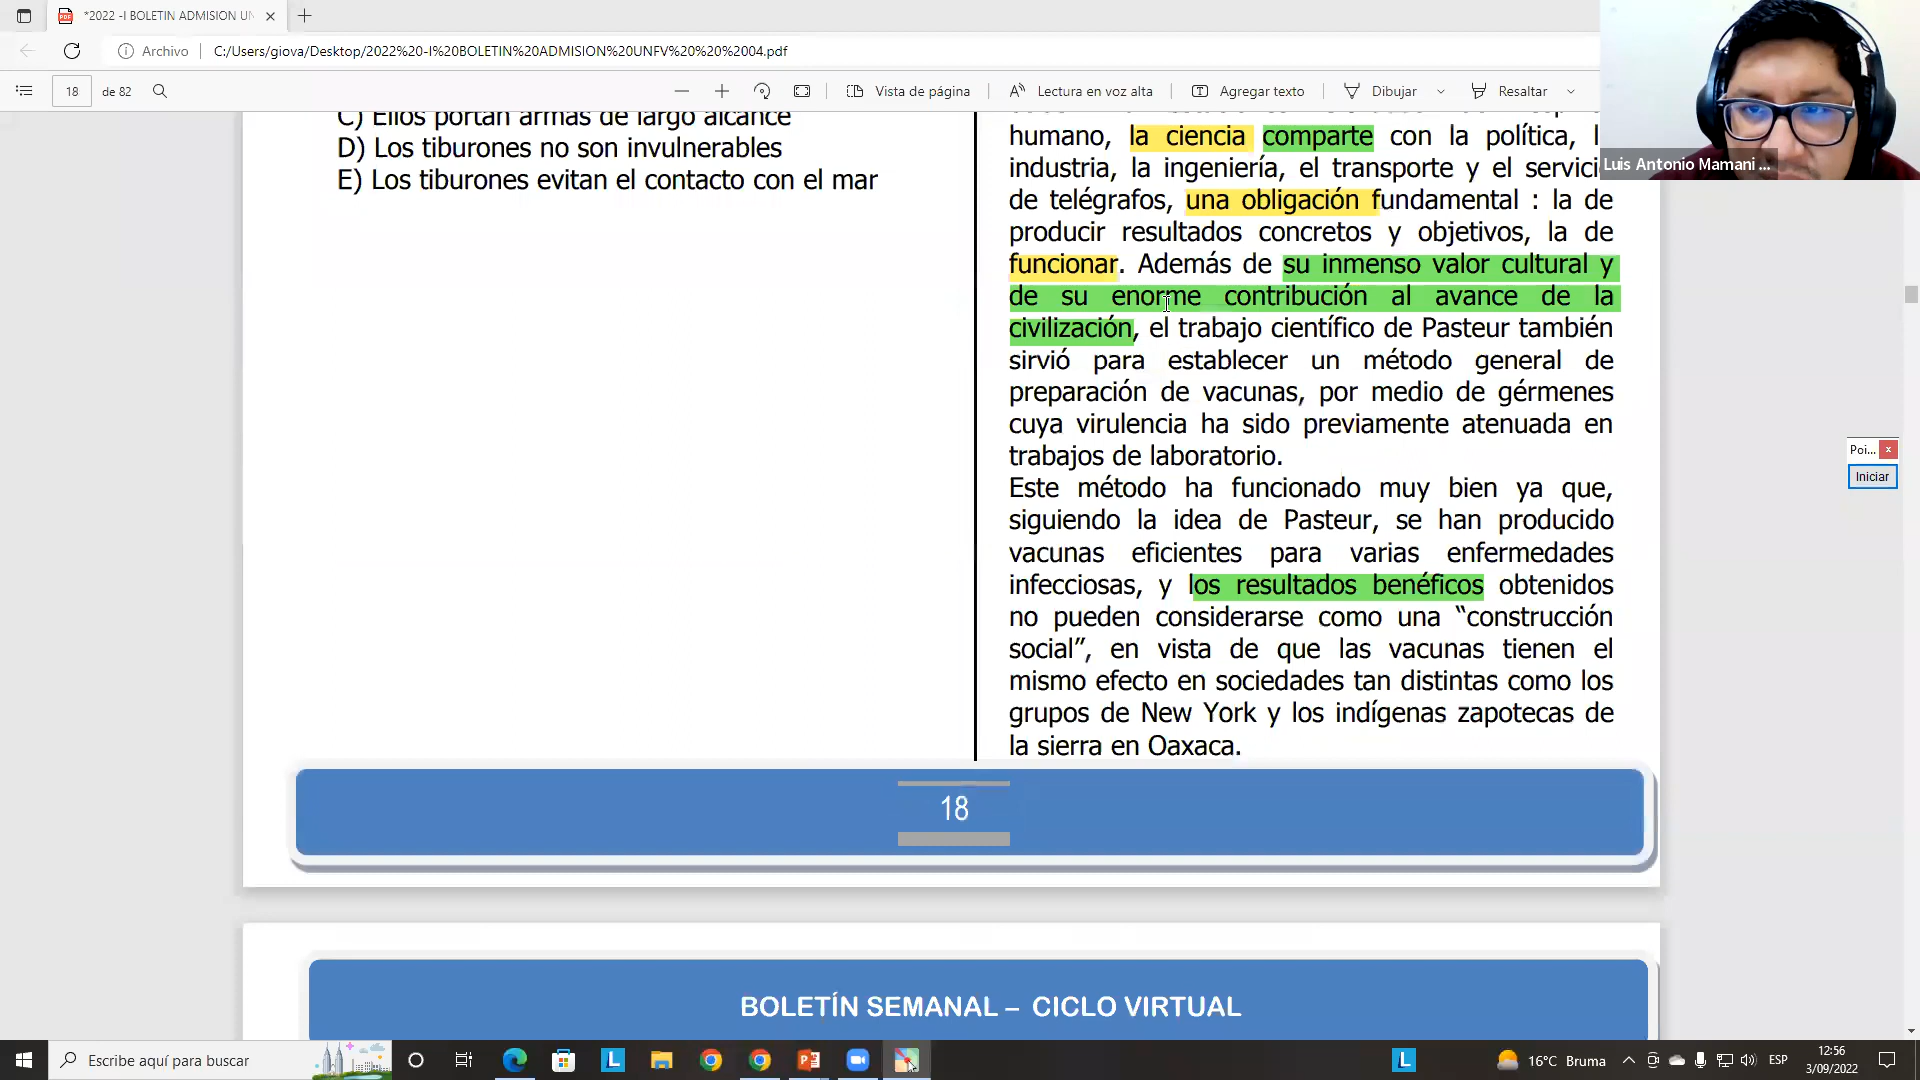 *2022 -I BOLETIN ADMISION UN
Archivo
C:/Users/giova/Desktop/2022%20-I%20BOLETIN%20ADMISION%20UNFV%20%20%2004.pdf
18
de 82
Vista de página
Lectura en voz alta
Agregar texto
Dibujar
Resaltar
Luis Antonio Mamani ...
C) Ellos portan armas de largo alcance
D) Los tiburones no son invulnerables
E) Los tiburones evitan el contacto con el mar
humano, la ciencia comparte con la política, l
industria, la ingeniería, el transporte y el servici
de telégrafos, una obligación fundamental : la de
producir resultados concretos y objetivos, la de
funcionar. Además de su inmenso valor cultural y
de su enorme contribución al avance de la
civilización, el trabajo científico de Pasteur también
sirvió para establecer un método general de
preparación de vacunas, por medio de gérmenes
cuya virulencia ha sido previamente atenuada en
trabajos de laboratorio.
Este método ha funcionado muy bien ya que,
siguiendo la idea de Pasteur, se han producido
vacunas eficientes para varias enfermedades
infecciosas, y los resultados benéficos obtenidos
no pueden considerarse como una “construcción
social”, en vista de que las vacunas tienen el
mismo efecto en sociedades tan distintas como los
grupos de New York y los indígenas zapotecas de
la sierra en Oaxaca.
Poi...
Iniciar
18
BOLETÍN SEMANAL – CICLO VIRTUAL
Escribe aquí para buscar
16°C Bruma
ESP
12:56
3/09/2022